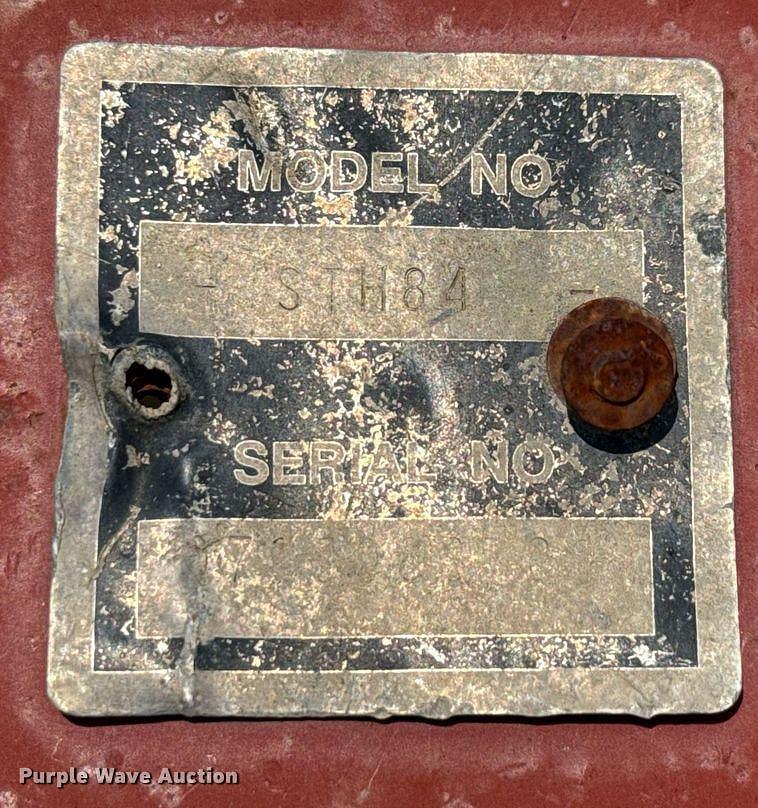 MODEL NO
- STH84 -
SERIAL NO
Purple Wave Auction